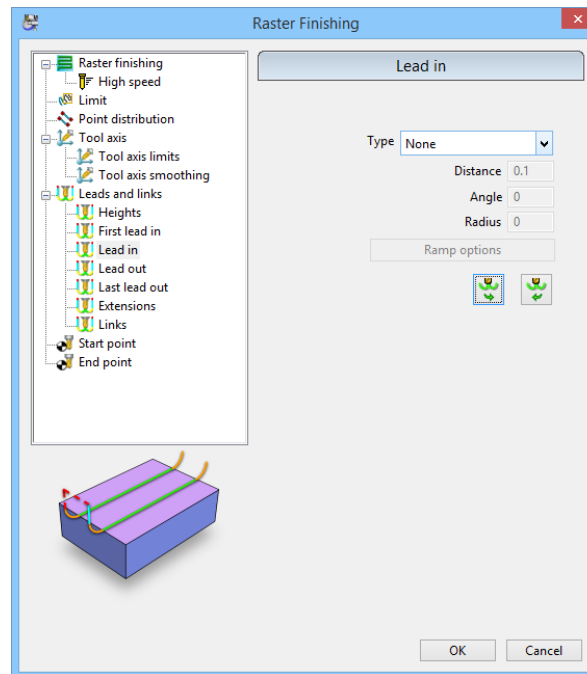 Raster Finishing
Raster finishing
High speed
Limit
Point distribution
Tool axis
Tool axis limits
Tool axis smoothing
Leads and links
Heights
First lead in
Lead in
Lead out
Last lead out
Extensions
Links
Start point
End point
Lead in
Type None
Distance 0.1
Angle 0
Radius 0
Ramp options
OK Cancel